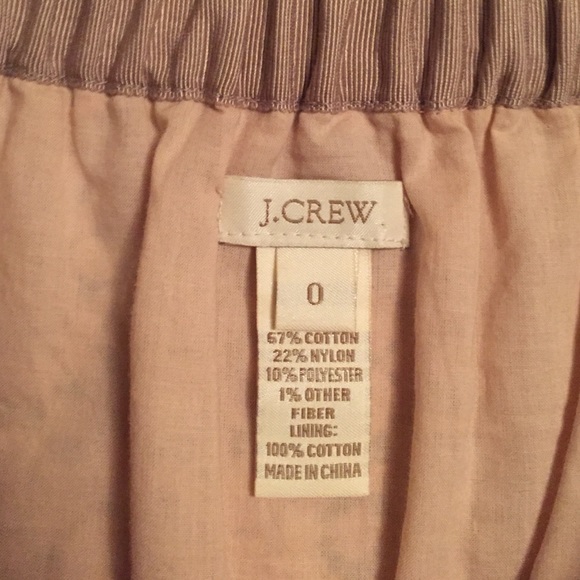 J.CREW
0
67% COTTON
22% NYLON
10% POLYESTER
1% OTHER
FIBER
LINING:
100% COTTON
MADE IN CHINA